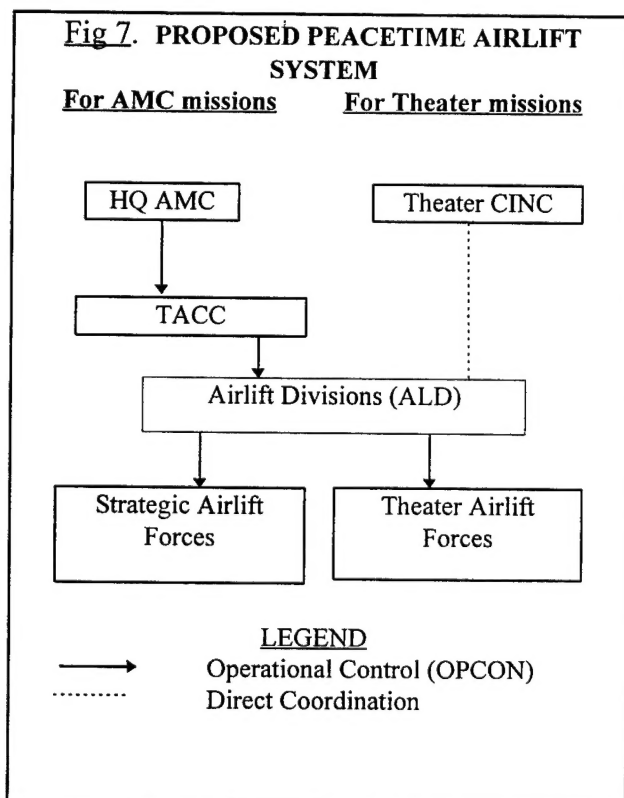 Fig 7. PROPOSED PEACETIME AIRLIFT
SYSTEM
For AMC missions For Theater missions
HQ AMC Theater CINC
TACC
Airlift Divisions (ALD)
Strategic Airlift
Forces
Theater Airlift
Forces
LEGEND
Operational Control (OPCON)
Direct Coordination